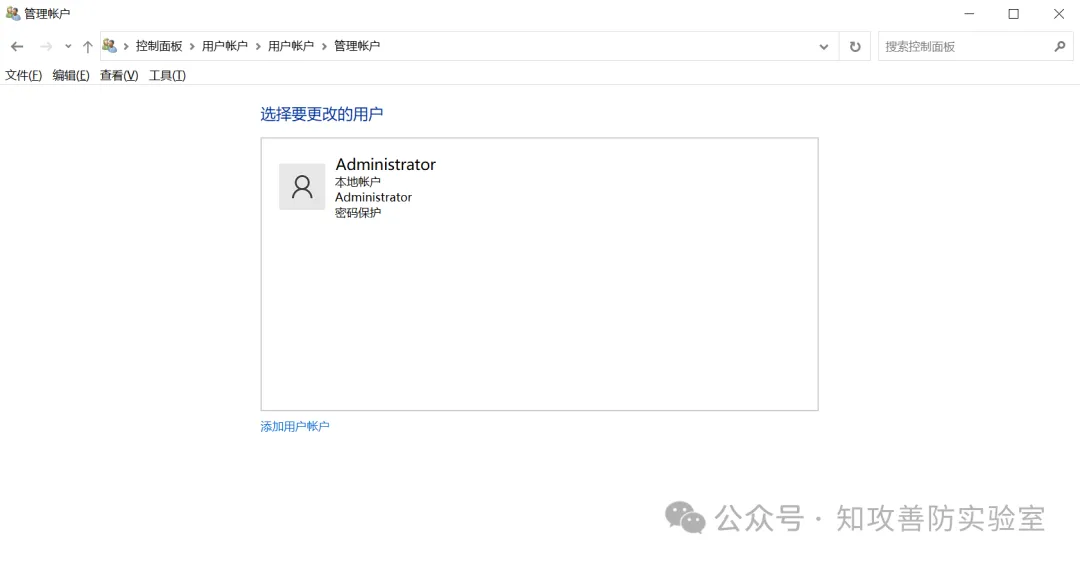 管理帐户
控制面板 > 用户帐户 > 用户帐户 > 管理帐户
搜索控制面板
文件(F) 编辑(E) 查看(V) 工具(T)
选择要更改的用户
Administrator
本地帐户
Administrator
密码保护
添加用户帐户
公众号 · 知攻善防实验室